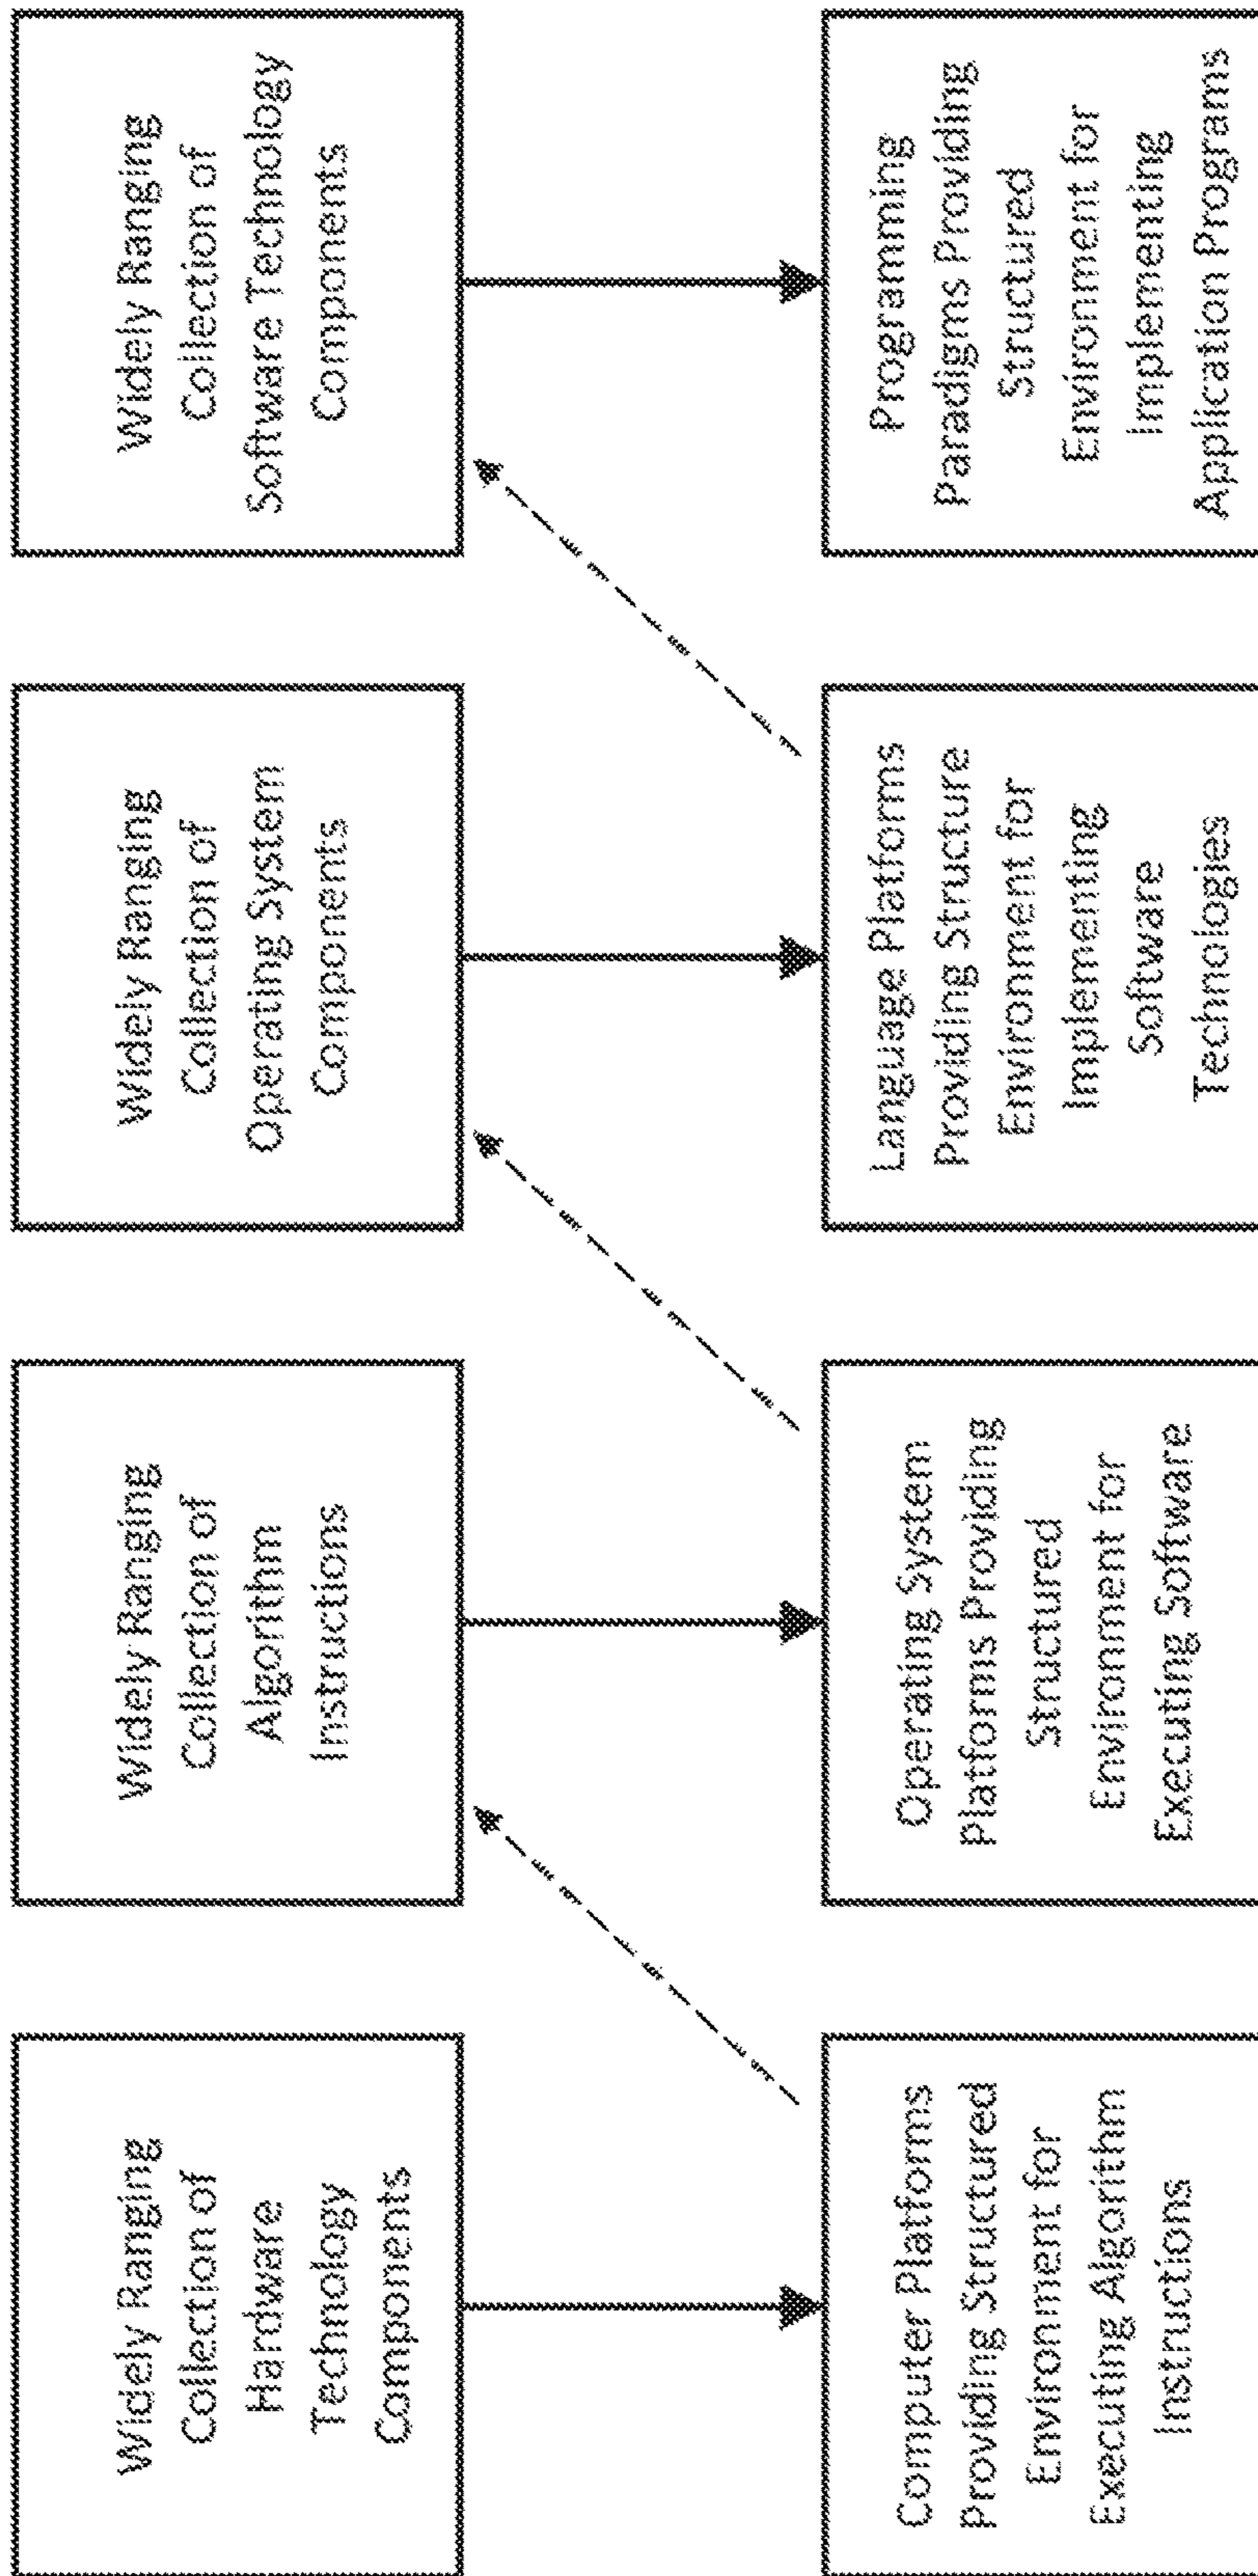 Widely Ranging
Collection of
Hardware
Technology
Components
Widely Ranging
Collection of
Algorithm
Instructions
Widely Ranging
Collection of
Operating System
Components
Widely Ranging
Collection of
Software Technology
Components
Computer Platforms
Providing Structured
Environment for
Executing Algorithm
Instructions
Operating System
Platforms Providing
Structured
Environment for
Executing Software
Language Platforms
Providing Structure
Environment for
Implementing
Software
Technologies
Programming
Paradigms Providing
Structured
Environment for
Implementing
Application Programs